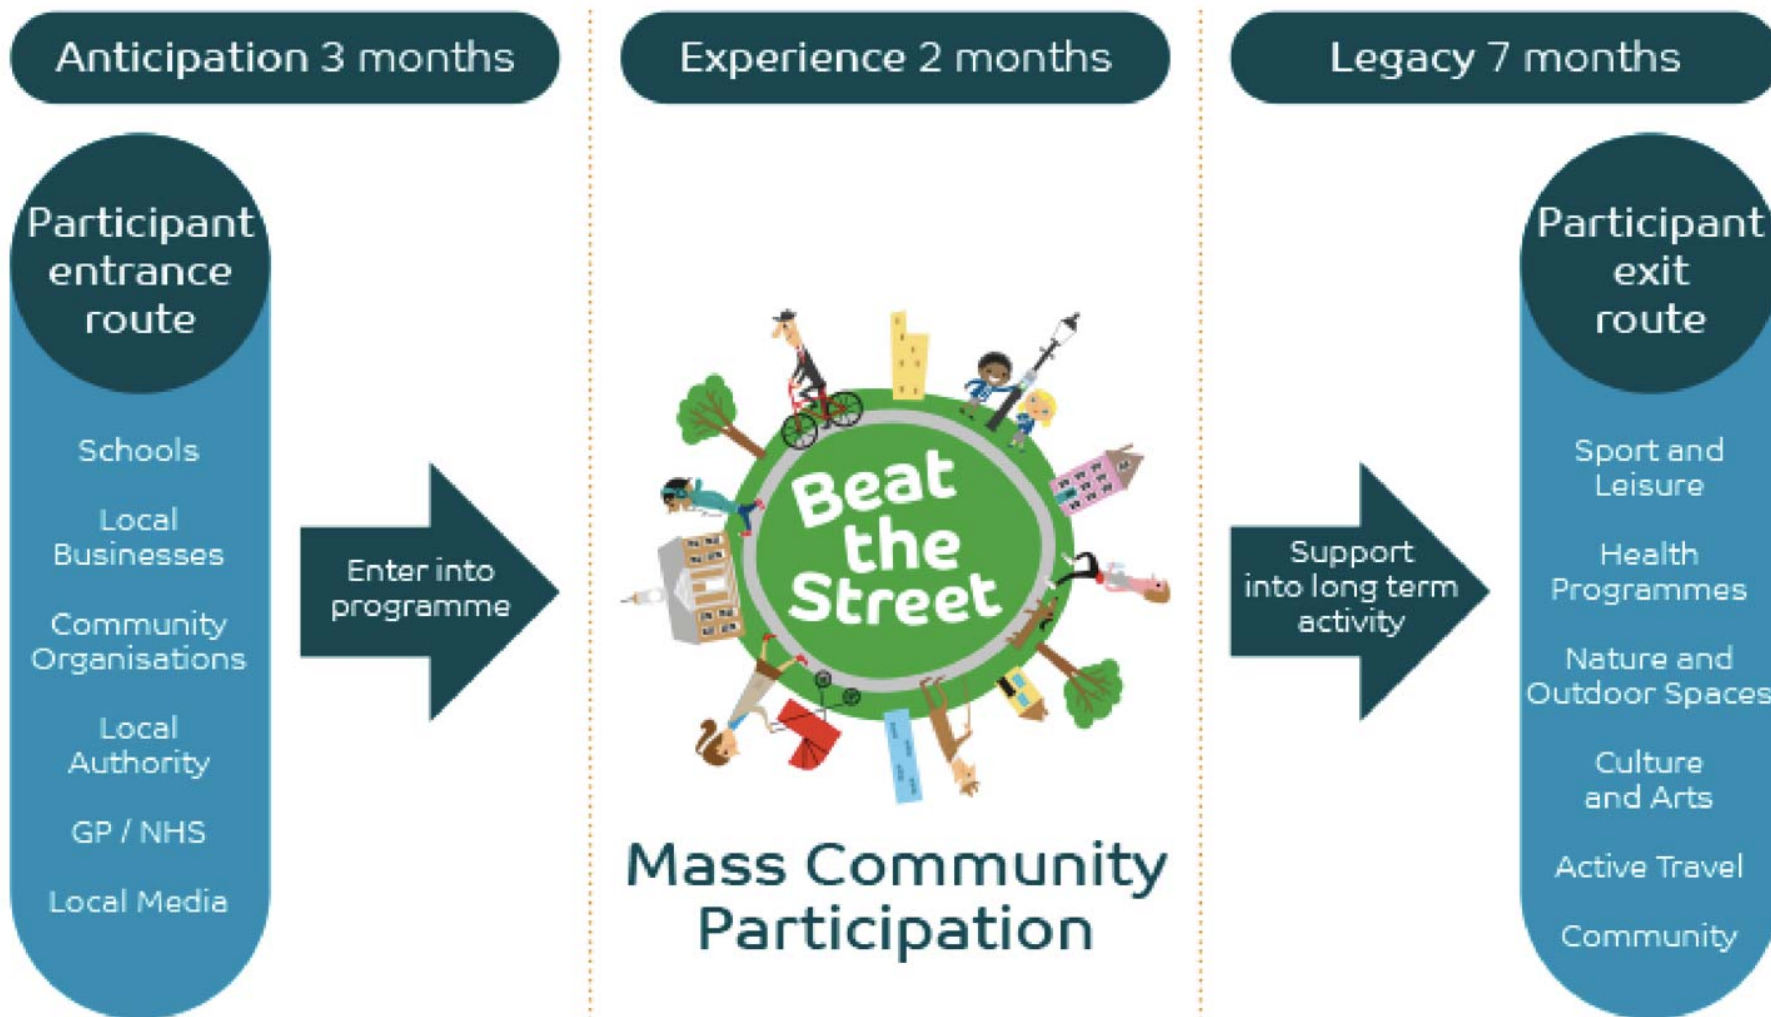 Anticipation 3 months
Experience 2 months
Legacy 7 months
Participant
entrance
route
Schools
Local
Businesses
Community
Organisations
Local
Authority
GP / NHS
Local Media
Enter into
programme
Beat
the
Street
Mass Community
Participation
Support
into long term
activity
Participant
exit
route
Sport and
Leisure
Health
Programmes
Nature and
Outdoor Spaces
Culture
and Arts
Active Travel
Community